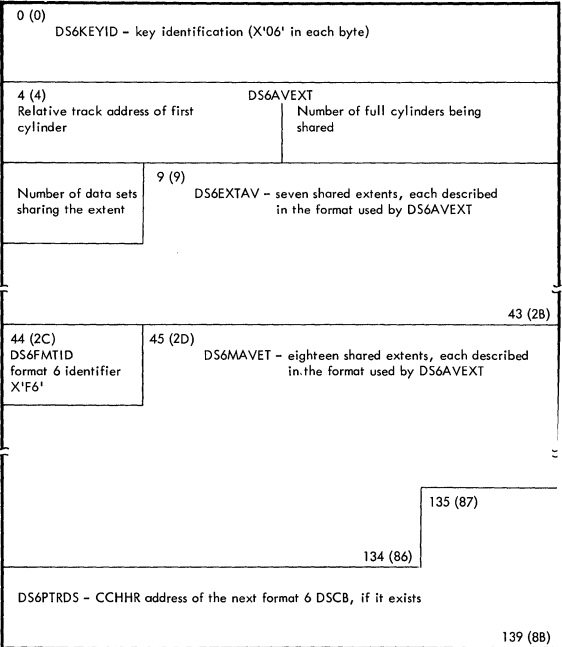 0 (0)
DS6KEYID – key identification (X'06' in each byte)
4 (4)
DS6AVEXT
Relative track address of first
cylinder
Number of full cylinders being
shared
Number of data sets
sharing the extent
9 (9)
DS6EXTAV – seven shared extents, each described
in the format used by DS6AVEXT
43 (2B)
44 (2C)
DS6FMTID
format 6 identifier
X'F6'
45 (2D)
DS6MAVET – eighteen shared extents, each described
in the format used by DS6AVEXT
135 (87)
134 (86)
DS6PTRDS – CCHHR address of the next format 6 DSCB, if it exists
139 (8B)